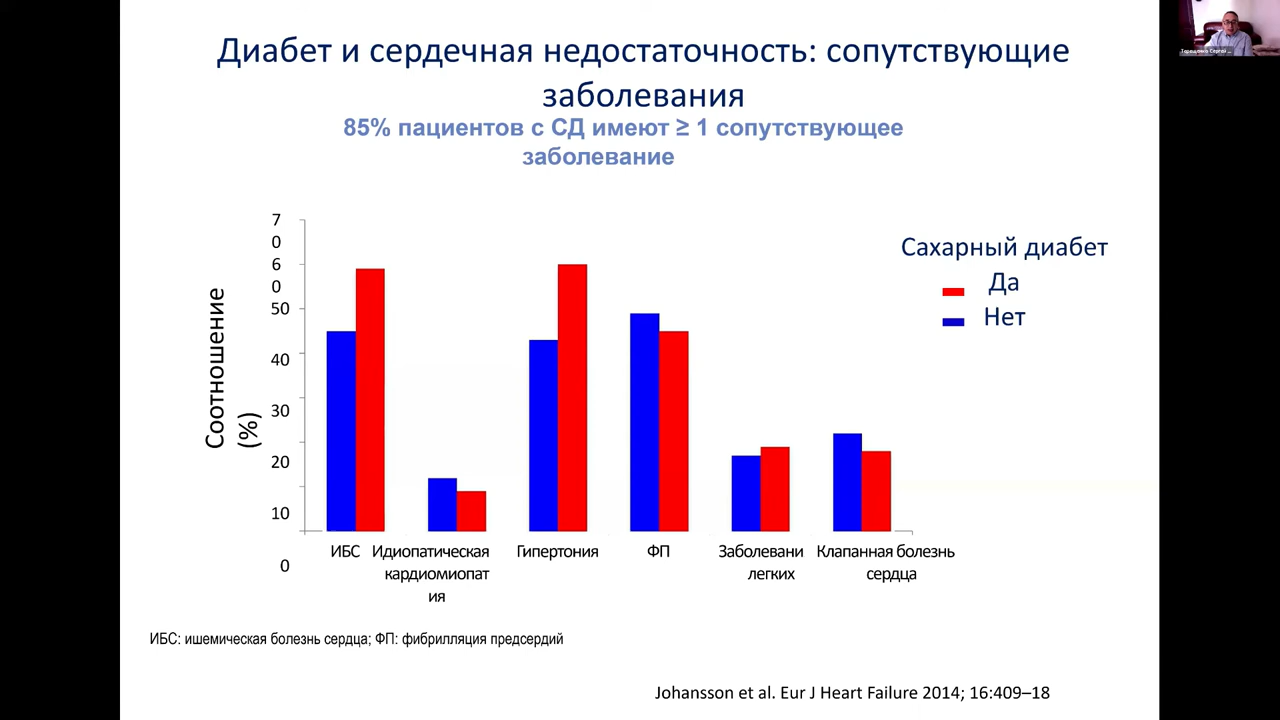 Диабет и сердечная недостаточность: сопутствующие
заболевания
85% пациентов с СД имеют ≥ 1 сопутствующее
заболевание
7
0
6
0
50
40
30
20
10
0
Соотношение
(%)
Сахарный диабет
Да
Нет
ИБС
Идиопатическая
кардиомиопат
ия
Гипертония
ФП
Заболевани
легких
Клапанная болезнь
сердца
ИБС: ишемическая болезнь сердца; ФП: фибрилляция предсердий
Johansson et al. Eur J Heart Failure 2014; 16:409–18
Терещенко Сергей ...